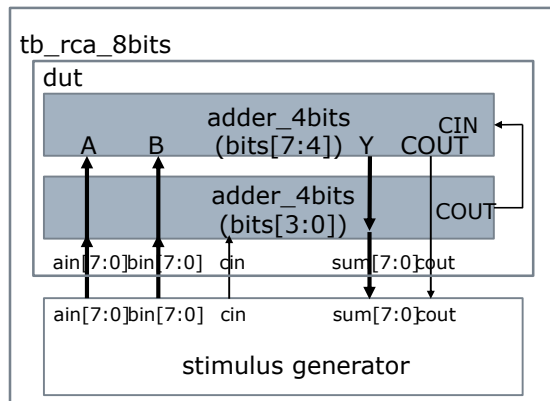 tb_rca_8bits
dut
adder_4bits
CIN
A B (bits[7:4]) Y COUT
adder_4bits
(bits[3:0])
COUT
ain[7:0] bin[7:0] cin sum[7:0] cout
ain[7:0] bin[7:0] cin sum[7:0] cout
stimulus generator